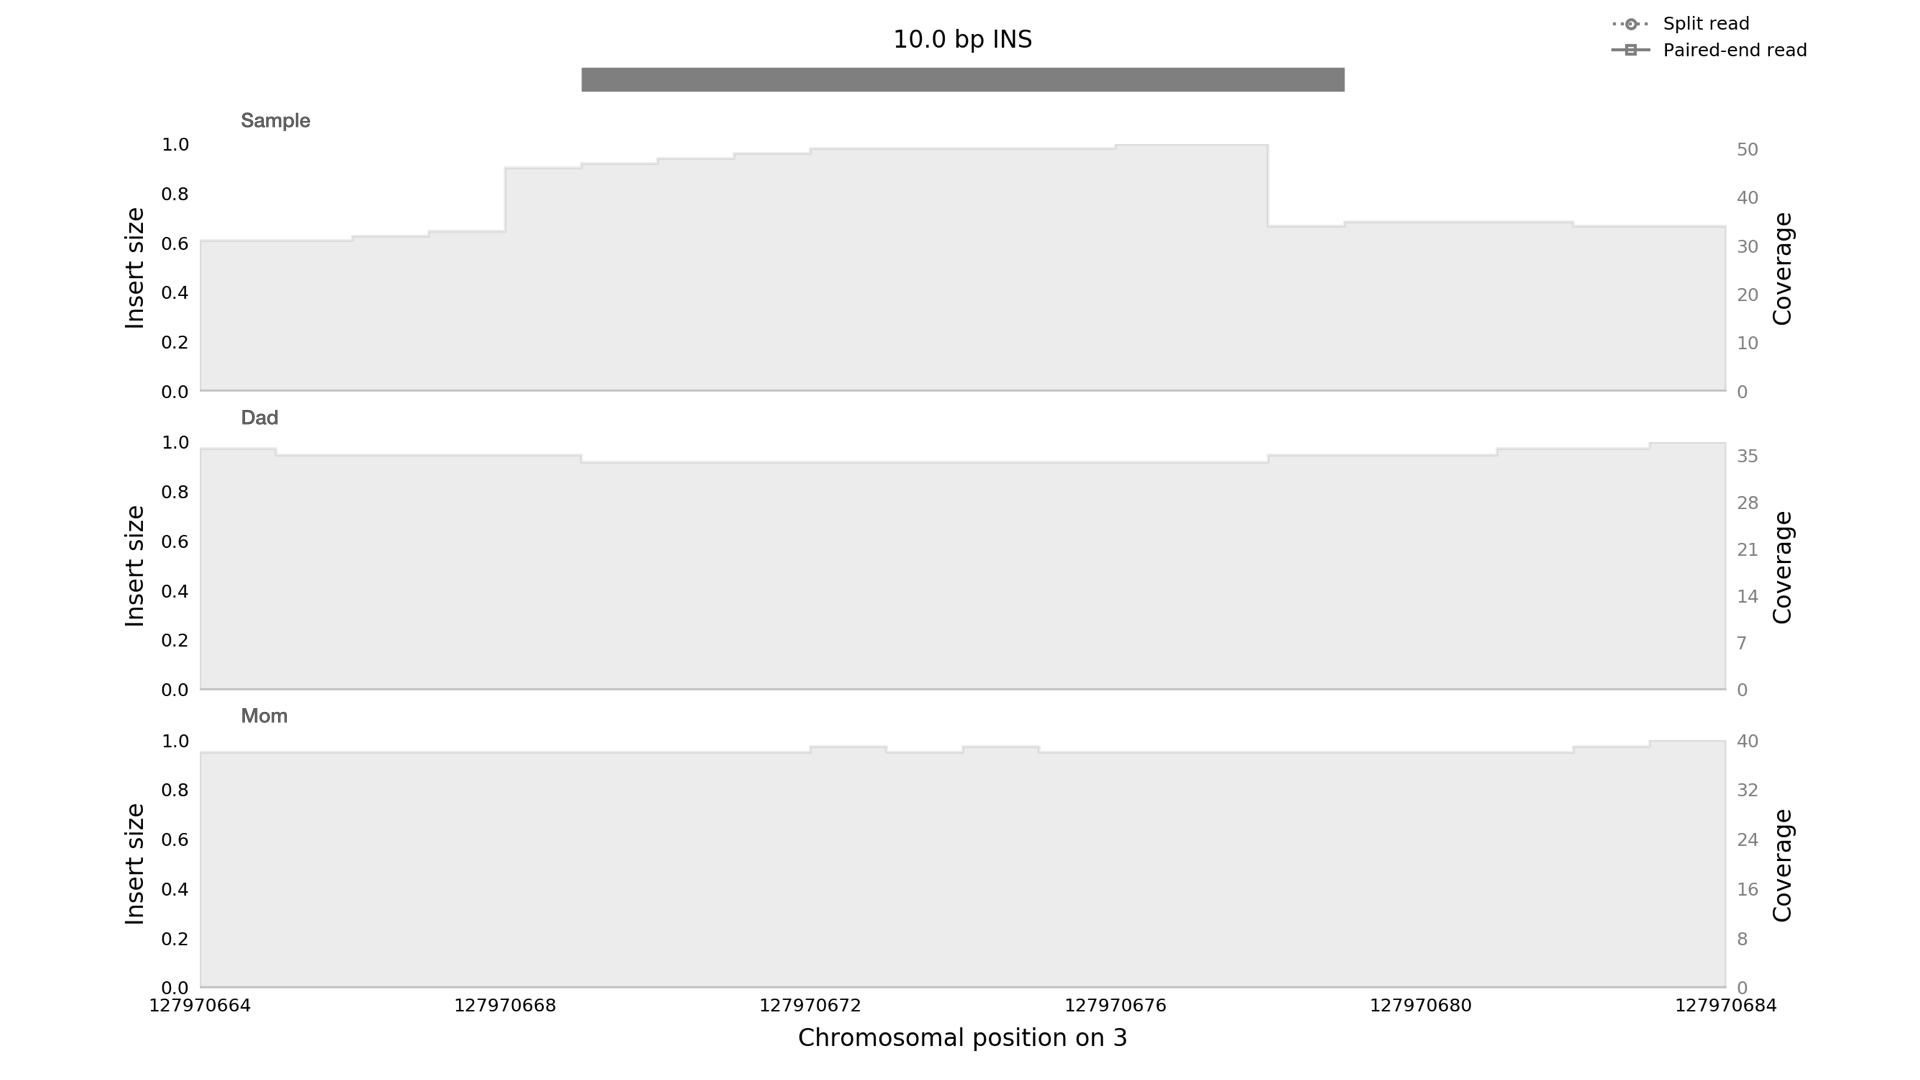 10.0 bp INS
Split read
Paired-end read
Sample
1.0
0.8
0.6
0.4
0.2
0.0
Insert size
50
40
30
20
10
0
Coverage
Dad
1.0
0.8
0.6
0.4
0.2
0.0
Insert size
35
28
21
14
7
0
Coverage
Mom
1.0
0.8
0.6
0.4
0.2
0.0
Insert size
40
32
24
16
8
0
Coverage
127970664 127970668 127970672 127970676 127970680 127970684
Chromosomal position on 3